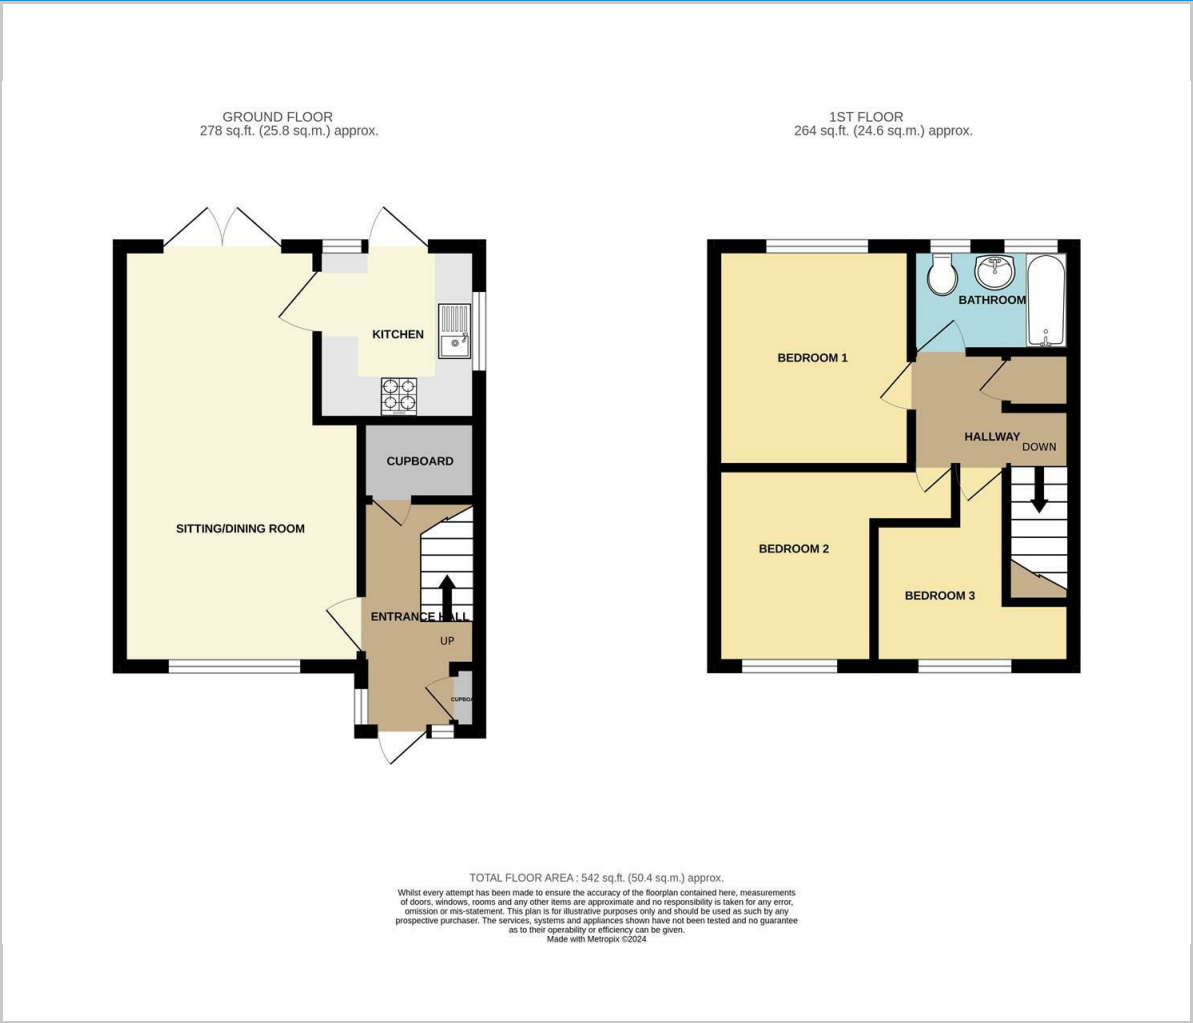 GROUND FLOOR
278 sq.ft. (25.8 sq.m.) approx.
1ST FLOOR
264 sq.ft. (24.6 sq.m.) approx.
KITCHEN
CUPBOARD
SITTING/DINING ROOM
ENTRANCE HALL
UP
CUPBOA
BATHROOM
BEDROOM 1
HALLWAY
DOWN
BEDROOM 2
BEDROOM 3
TOTAL FLOOR AREA : 542 sq.ft. (50.4 sq.m.) approx.
Whilst every attempt has been made to ensure the accuracy of the floorplan contained here, measurements
of doors, windows, rooms and any other items are approximate and no responsibility is taken for any error,
omission or mis-statement. This plan is for illustrative purposes only and should be used as such by any
prospective purchaser. The services, systems and appliances shown have not been tested and no guarantee
as to their operability or efficiency can be given.
Made with Metropix ©2024